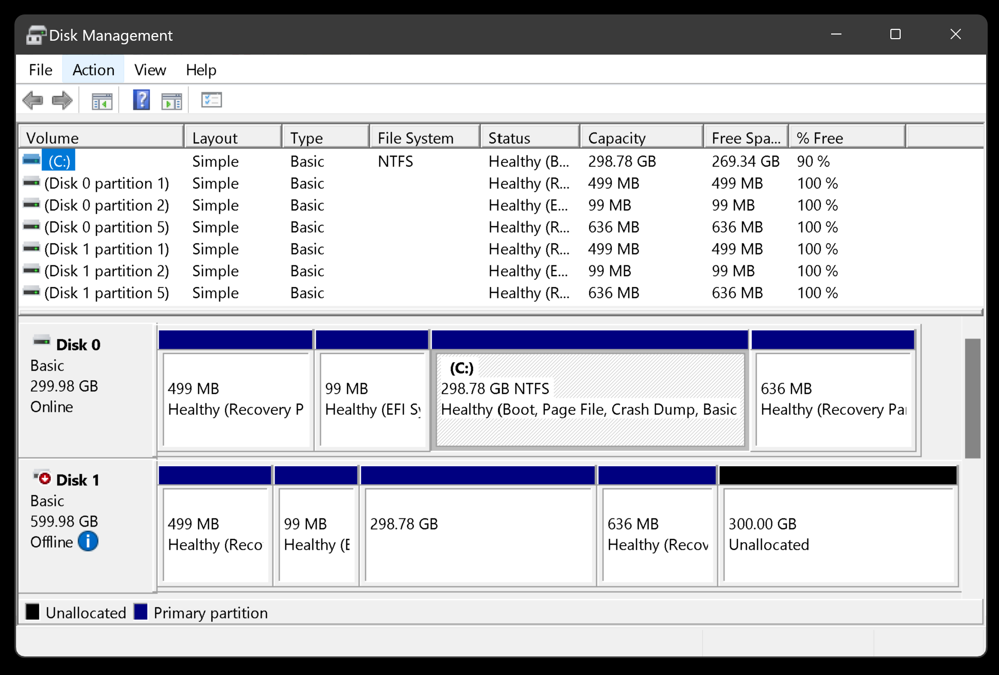 Disk Management
File Action View Help
Volume Layout Type File System Status Capacity Free Spa... % Free
(C:) Simple Basic NTFS Healthy (B... 298.78 GB 269.34 GB 90 %
(Disk 0 partition 1) Simple Basic Healthy (R... 499 MB 499 MB 100 %
(Disk 0 partition 2) Simple Basic Healthy (E... 99 MB 99 MB 100 %
(Disk 0 partition 5) Simple Basic Healthy (R... 636 MB 636 MB 100 %
(Disk 1 partition 1) Simple Basic Healthy (R... 499 MB 499 MB 100 %
(Disk 1 partition 2) Simple Basic Healthy (E... 99 MB 99 MB 100 %
(Disk 1 partition 5) Simple Basic Healthy (R... 636 MB 636 MB 100 %
Disk 0
Basic
299.98 GB
Online
499 MB
Healthy (Recovery P
99 MB
Healthy (EFI Sy
(C:)
298.78 GB NTFS
Healthy (Boot, Page File, Crash Dump, Basic
636 MB
Healthy (Recovery Par
Disk 1
Basic
599.98 GB
Offline
499 MB
Healthy (Reco
99 MB
Healthy (E
298.78 GB
636 MB
Healthy (Recov
300.00 GB
Unallocated
Unallocated Primary partition